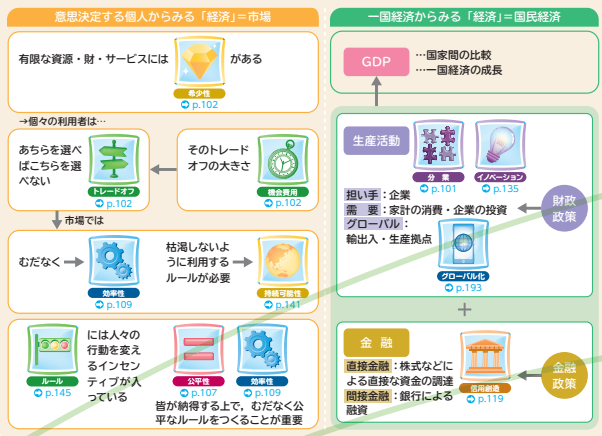 意思決定する個人からみる「経済」=市場
有限な資源・財・サービスには
希少性
p.102
がある
→個々の利用者は…
あちらを選べ
ばこちらを選
べない
トレードオフ
p.102
そのトレード
オフの大きさ
機会費用
p.102
市場では
むだなく
効率性
p.109
枯渇しないよ
うに利用する
ルールが必要
持続可能性
p.141
ルール
p.145
には人々の
行動を変え
るインセン
ティブが入
っている
公平性
p.107
効率性
p.109
皆が納得する上で,むだなく公
平なルールをつくることが重要
一国経済からみる「経済」=国民経済
GDP
…国家間の比較
…一国経済の成長
生産活動
分業
p.101
イノベーション
p.135
担い手:企業
需要:家計の消費・企業の投資
グローバル:
輸出入・生産拠点
グローバル化
p.193
財政
政策
+
金融
直接金融:株式などに
よる直接な資金の調達
間接金融:銀行による
融資
信用創造
p.119
金融
政策